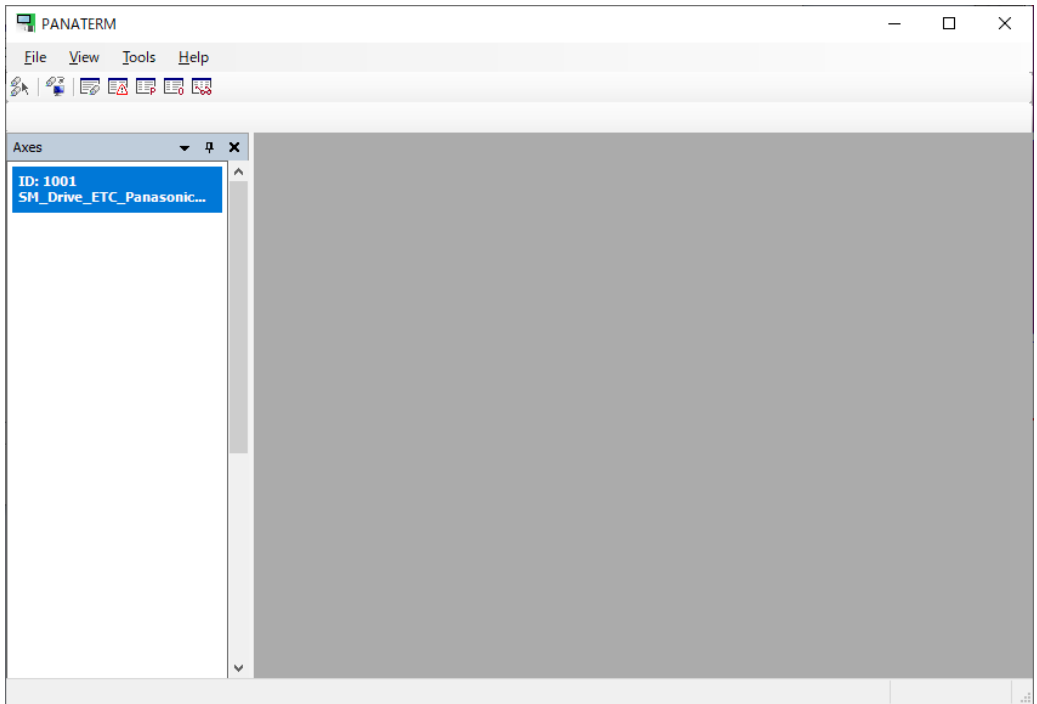 PANATERM
File View Tools Help
Axes
ID: 1001
SM_Drive_ETC_Panasonic...